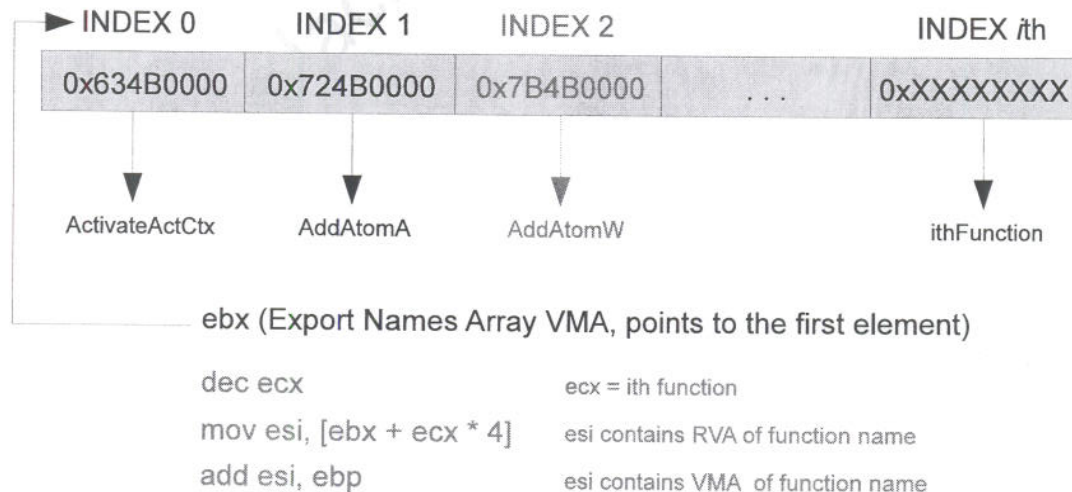 INDEX 0 INDEX 1 INDEX 2 INDEX ith
0x634B0000 0x724B0000 0x7B4B0000 . . . 0xXXXXXXXX
ActivateActCtx AddAtomA AddAtomW ithFunction
ebx (Export Names Array VMA, points to the first element)
dec ecx ecx = ith function
mov esi, [ebx + ecx * 4] esi contains RVA of function name
add esi, ebp esi contains VMA of function name